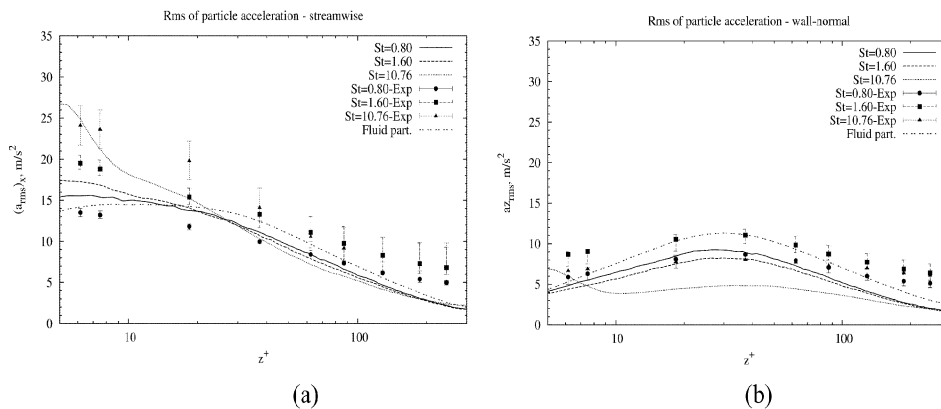 Rms of particle acceleration - streamwise
35
30
25
20
15
10
5
0
(a_rms)_x, m/s²
St=0.80
St=1.60
St=10.76
St=0.80-Exp
St=1.60-Exp
St=10.76-Exp
Fluid part.
10
100
z⁺
(a)
Rms of particle acceleration - wall-normal
35
30
25
20
15
10
5
0
az_rms, m/s²
St=0.80
St=1.60
St=10.76
St=0.80-Exp
St=1.60-Exp
St=10.76-Exp
Fluid part.
10
100
z⁺
(b)